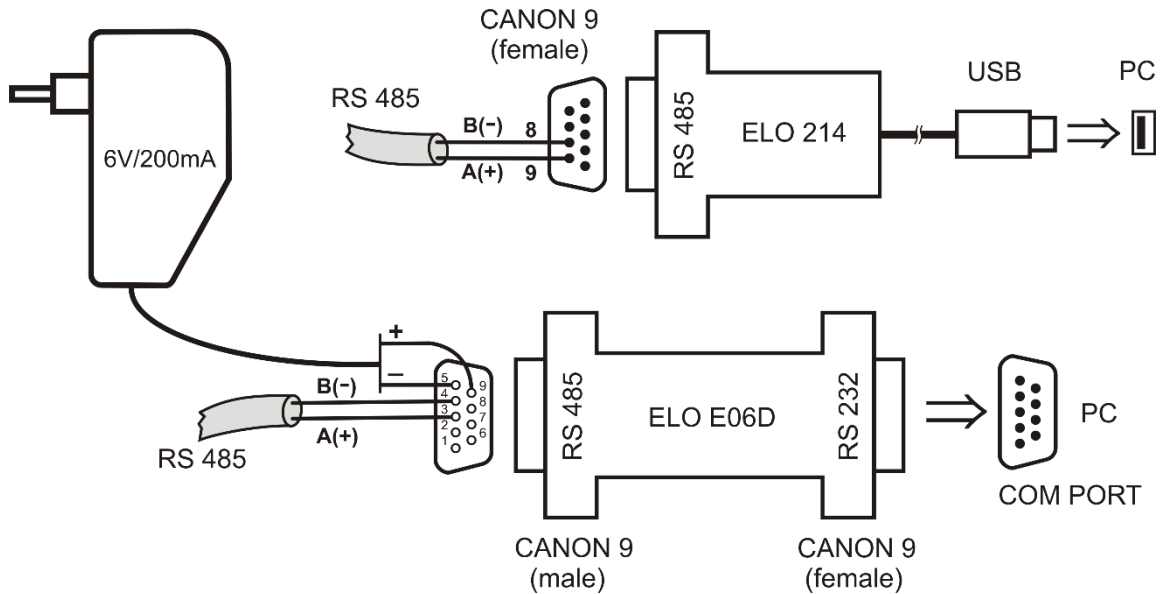 CANON 9
(female)
RS 485
B(−)
8
A(+)
9
RS 485
ELO 214
USB
PC
6V/200mA
+
−
B(−)
A(+)
RS 485
5
4
3
2
1
9
8
7
6
RS 485
ELO E06D
RS 232
PC
COM PORT
CANON 9
(male)
CANON 9
(female)